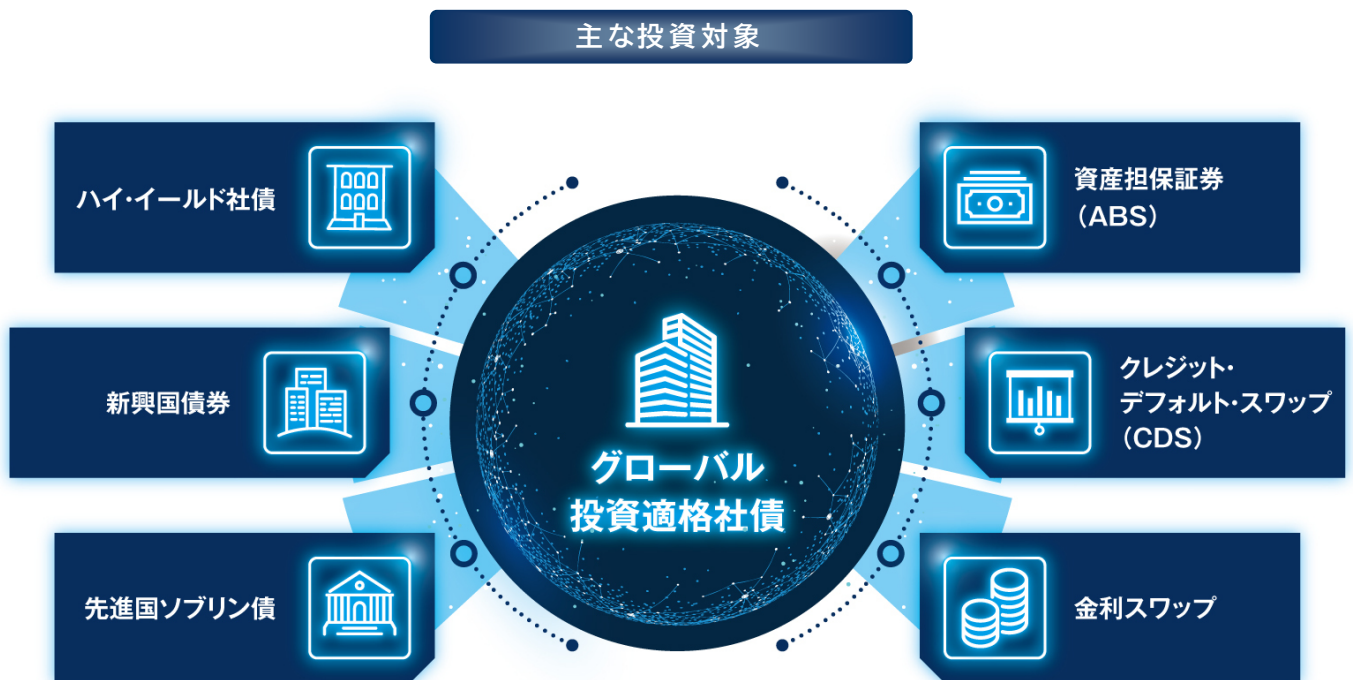 主な投資対象
ハイ・イールド社債
新興国債券
先進国ソブリン債
グローバル
投資適格社債
資産担保証券
（ABS）
クレジット・
デフォルト・スワップ
（CDS）
金利スワップ